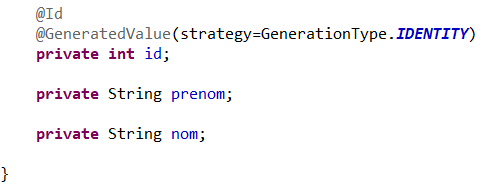 @Id
@GeneratedValue(strategy=GenerationType.IDENTITY)
private int id;
private String prenom;
private String nom;
}